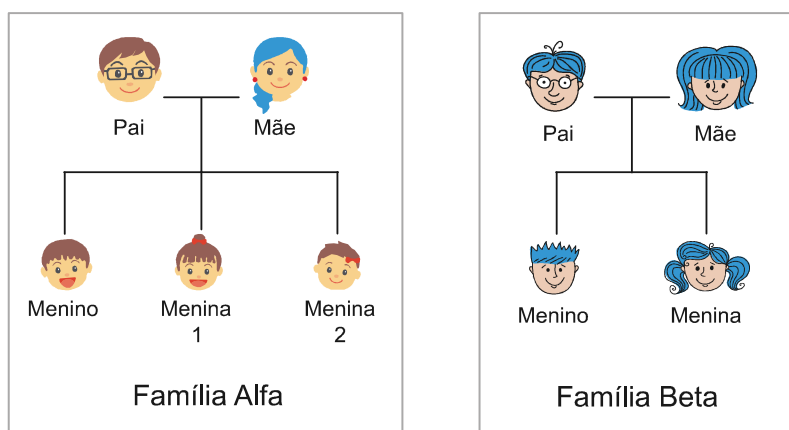 Pai
Mãe
Menino
Menina
1
Menina
2
Família Alfa
Pai
Mãe
Menino
Menina
Família Beta